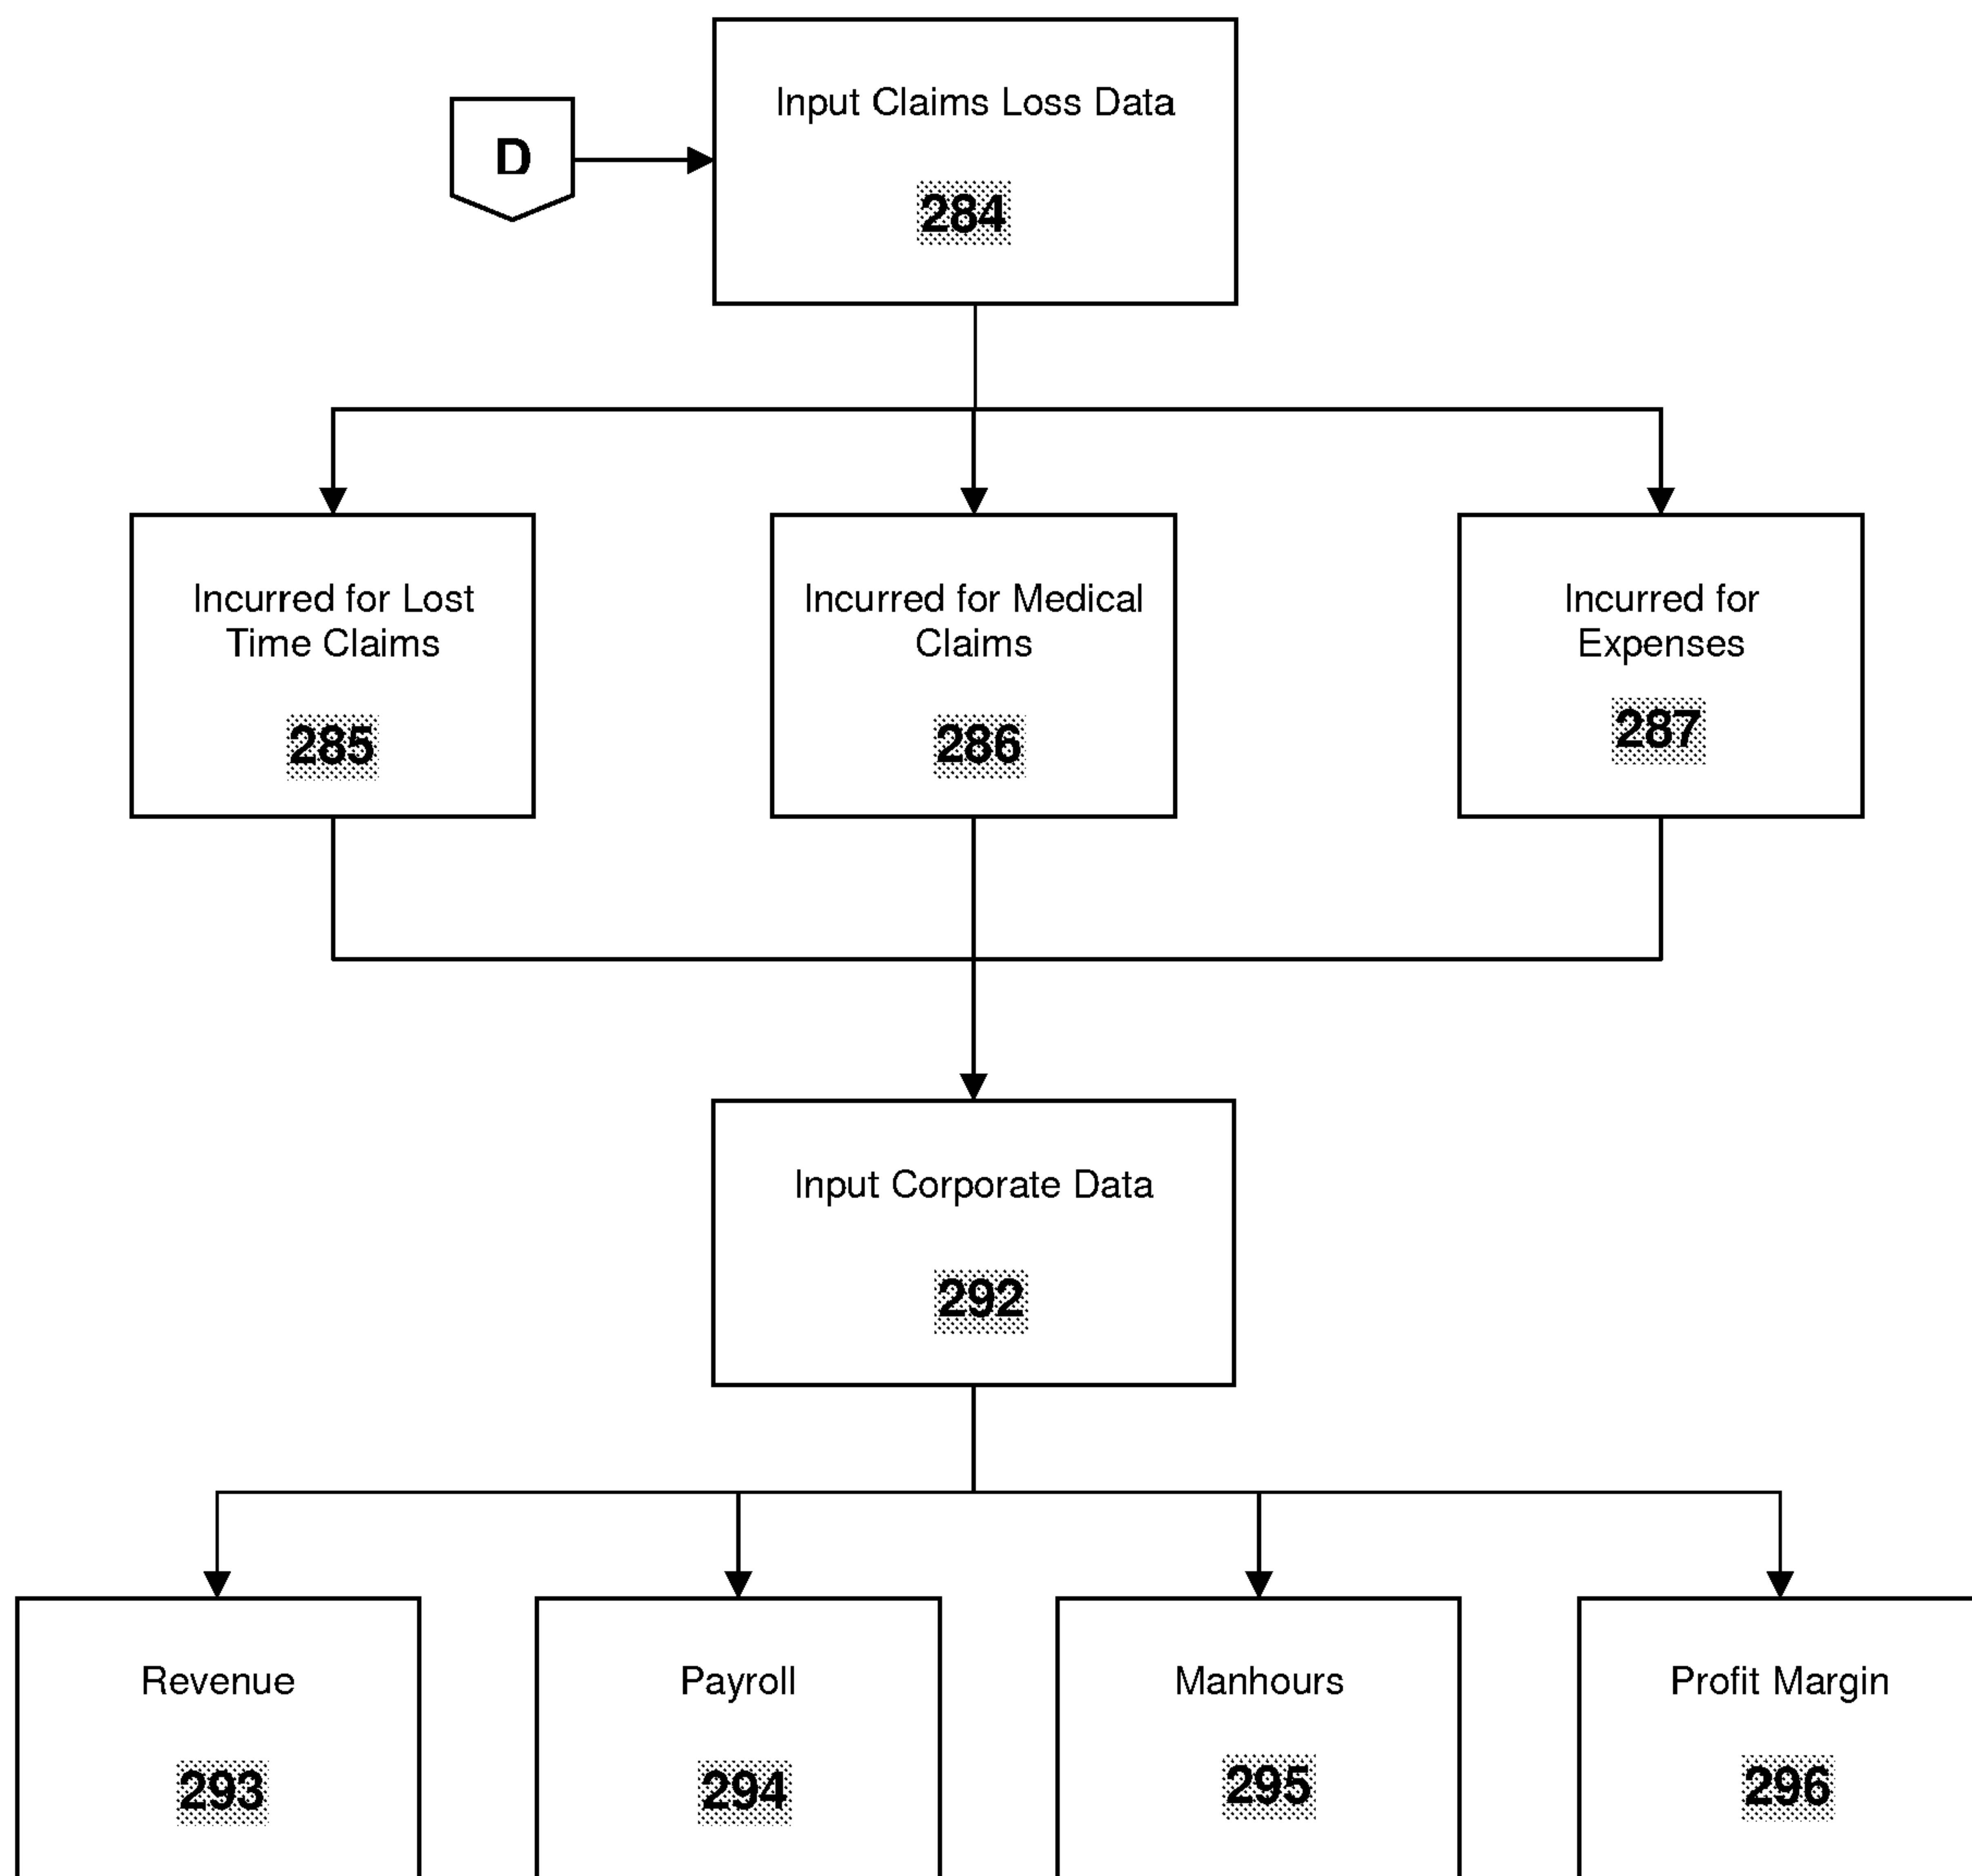 D
Input Claims Loss Data
284
Incurred for Lost
Time Claims
285
Incurred for Medical
Claims
286
Incurred for
Expenses
287
Input Corporate Data
292
Revenue
293
Payroll
294
Manhours
295
Profit Margin
296